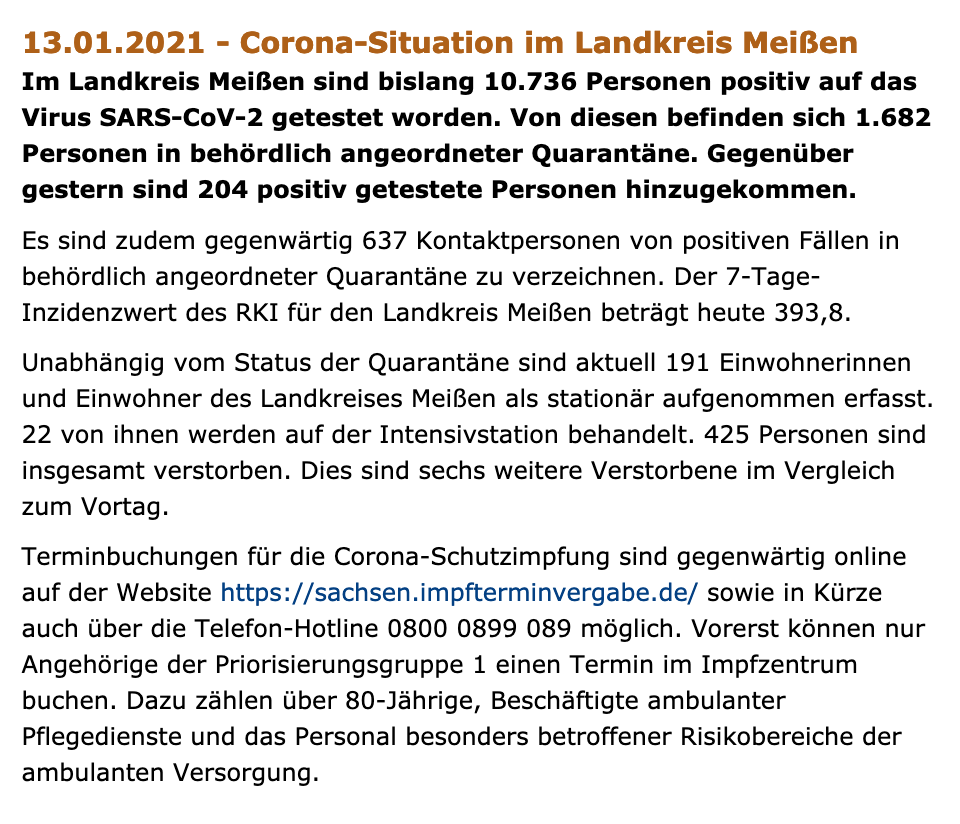 13.01.2021 - Corona-Situation im Landkreis Meißen
Im Landkreis Meißen sind bislang 10.736 Personen positiv auf das
Virus SARS-CoV-2 getestet worden. Von diesen befinden sich 1.682
Personen in behördlich angeordneter Quarantäne. Gegenüber
gestern sind 204 positiv getestete Personen hinzugekommen.
Es sind zudem gegenwärtig 637 Kontaktpersonen von positiven Fällen in
behördlich angeordneter Quarantäne zu verzeichnen. Der 7-Tage-
Inzidenzwert des RKI für den Landkreis Meißen beträgt heute 393,8.
Unabhängig vom Status der Quarantäne sind aktuell 191 Einwohnerinnen
und Einwohner des Landkreises Meißen als stationär aufgenommen erfasst.
22 von ihnen werden auf der Intensivstation behandelt. 425 Personen sind
insgesamt verstorben. Dies sind sechs weitere Verstorbene im Vergleich
zum Vortag.
Terminbuchungen für die Corona-Schutzimpfung sind gegenwärtig online
auf der Website https://sachsen.impfterminvergabe.de/ sowie in Kürze
auch über die Telefon-Hotline 0800 0899 089 möglich. Vorerst können nur
Angehörige der Priorisierungsgruppe 1 einen Termin im Impfzentrum
buchen. Dazu zählen über 80-Jährige, Beschäftigte ambulanter
Pflegedienste und das Personal besonders betroffener Risikobereiche der
ambulanten Versorgung.